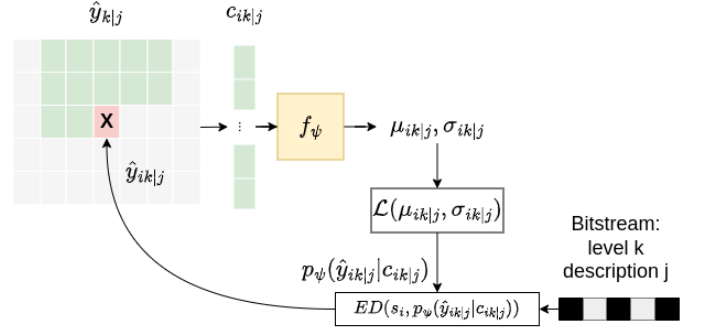 ŷ_{k|j}
c_{ik|j}
X
⋮
f_ψ
μ_{ik|j}, σ_{ik|j}
ŷ_{ik|j}
ℒ(μ_{ik|j}, σ_{ik|j})
Bitstream:
level k
description j
p_ψ(ŷ_{ik|j}|c_{ik|j})
ED(s_i, p_ψ(ŷ_{ik|j}|c_{ik|j}))